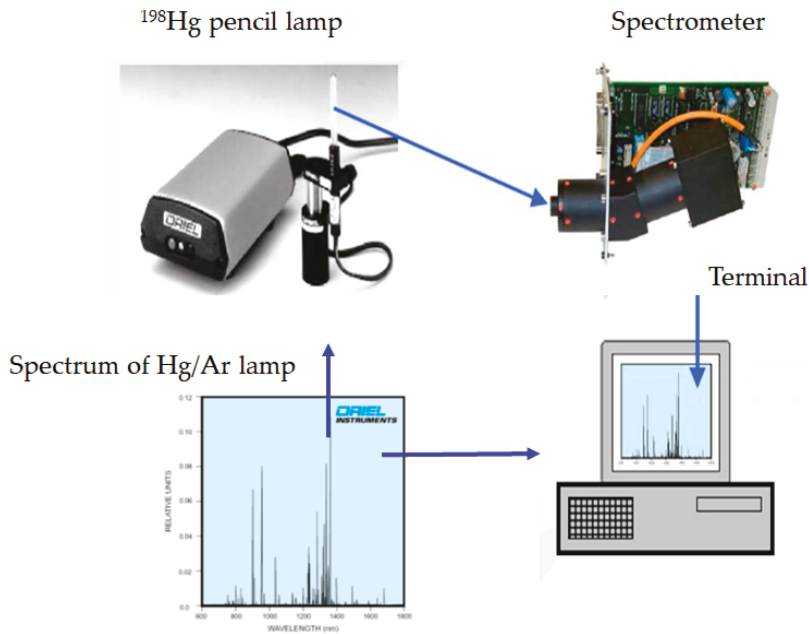 ¹⁹⁸Hg pencil lamp
Spectrometer
ORIEL
Terminal
Spectrum of Hg/Ar lamp
ORIEL
INSTRUMENTS
0.12
0.10
0.08
0.06
0.04
0.02
0.0
RELATIVE UNITS
600 800 1000 1200 1400 1600 1800
WAVELENGTH (nm)